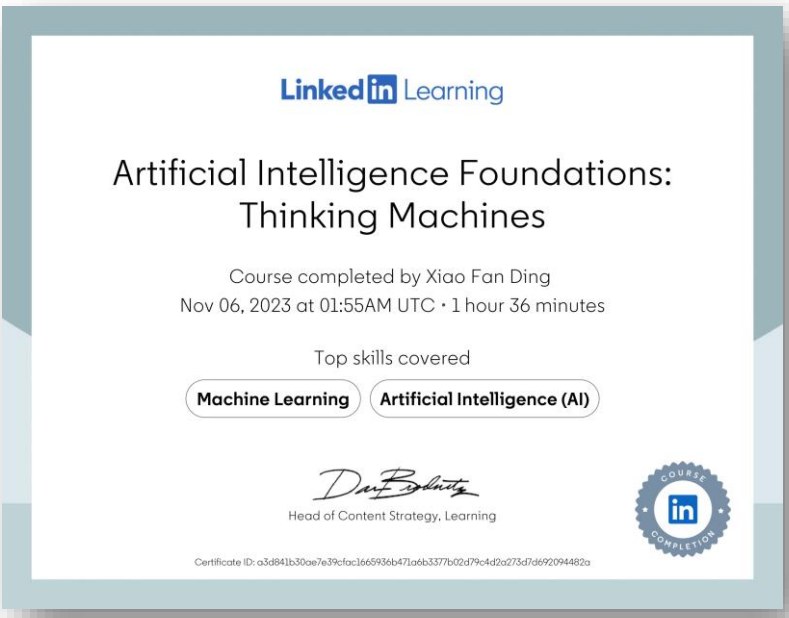 Linked in Learning
Artificial Intelligence Foundations:
Thinking Machines
Course completed by Xiao Fan Ding
Nov 06, 2023 at 01:55AM UTC • 1 hour 36 minutes
Top skills covered
Machine Learning Artificial Intelligence (AI)
Head of Content Strategy, Learning
COURSE
in
COMPLETION
Certificate ID: a3d841b30ae7e39cfac1665936b471a6b3377b02d79c4d2a273d7d692094482a